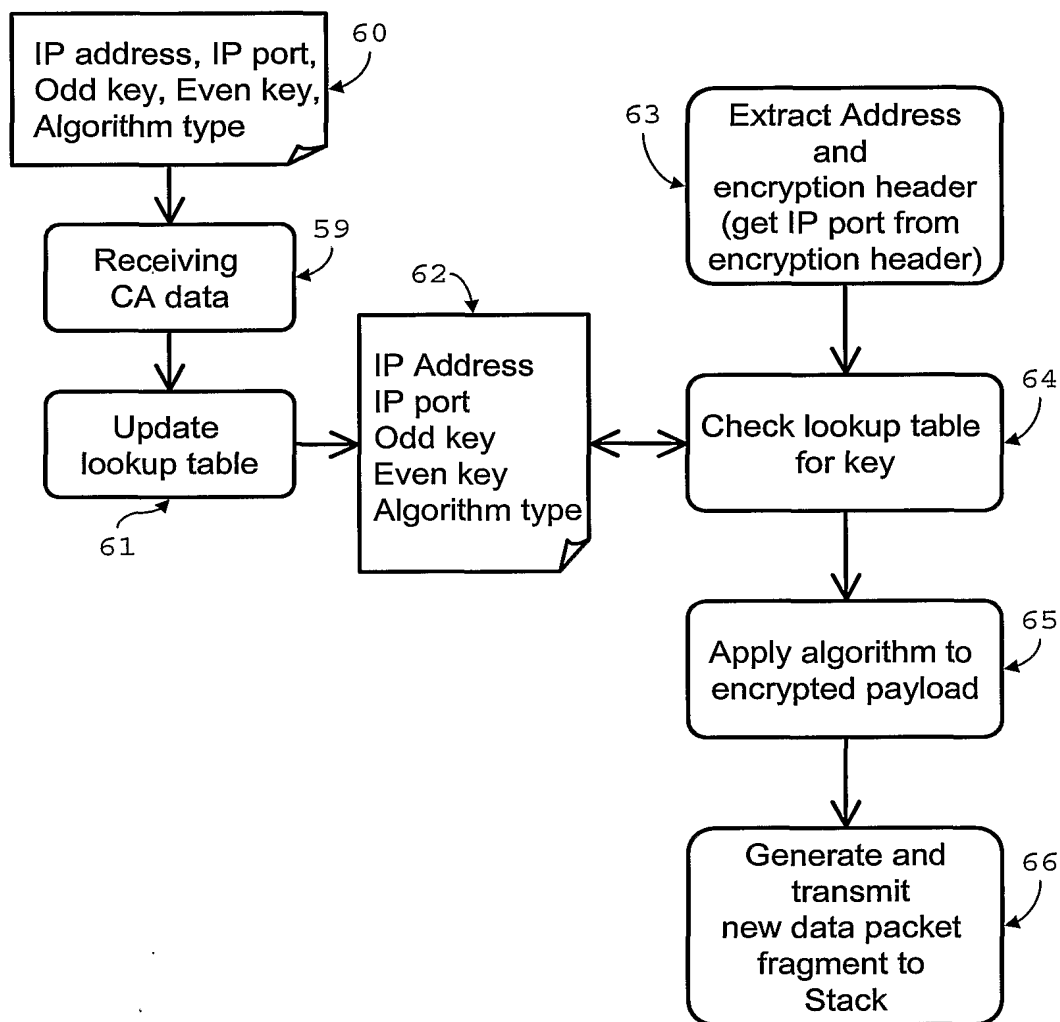 IP address, IP port,
Odd key, Even key,
Algorithm type
60
Receiving
CA data
59
Update
lookup table
61
62
IP Address
IP port
Odd key
Even key
Algorithm type
63
Extract Address
and
encryption header
(get IP port from
encryption header)
Check lookup table
for key
64
Apply algorithm to
encrypted payload
65
Generate and
transmit
new data packet
fragment to
Stack
66